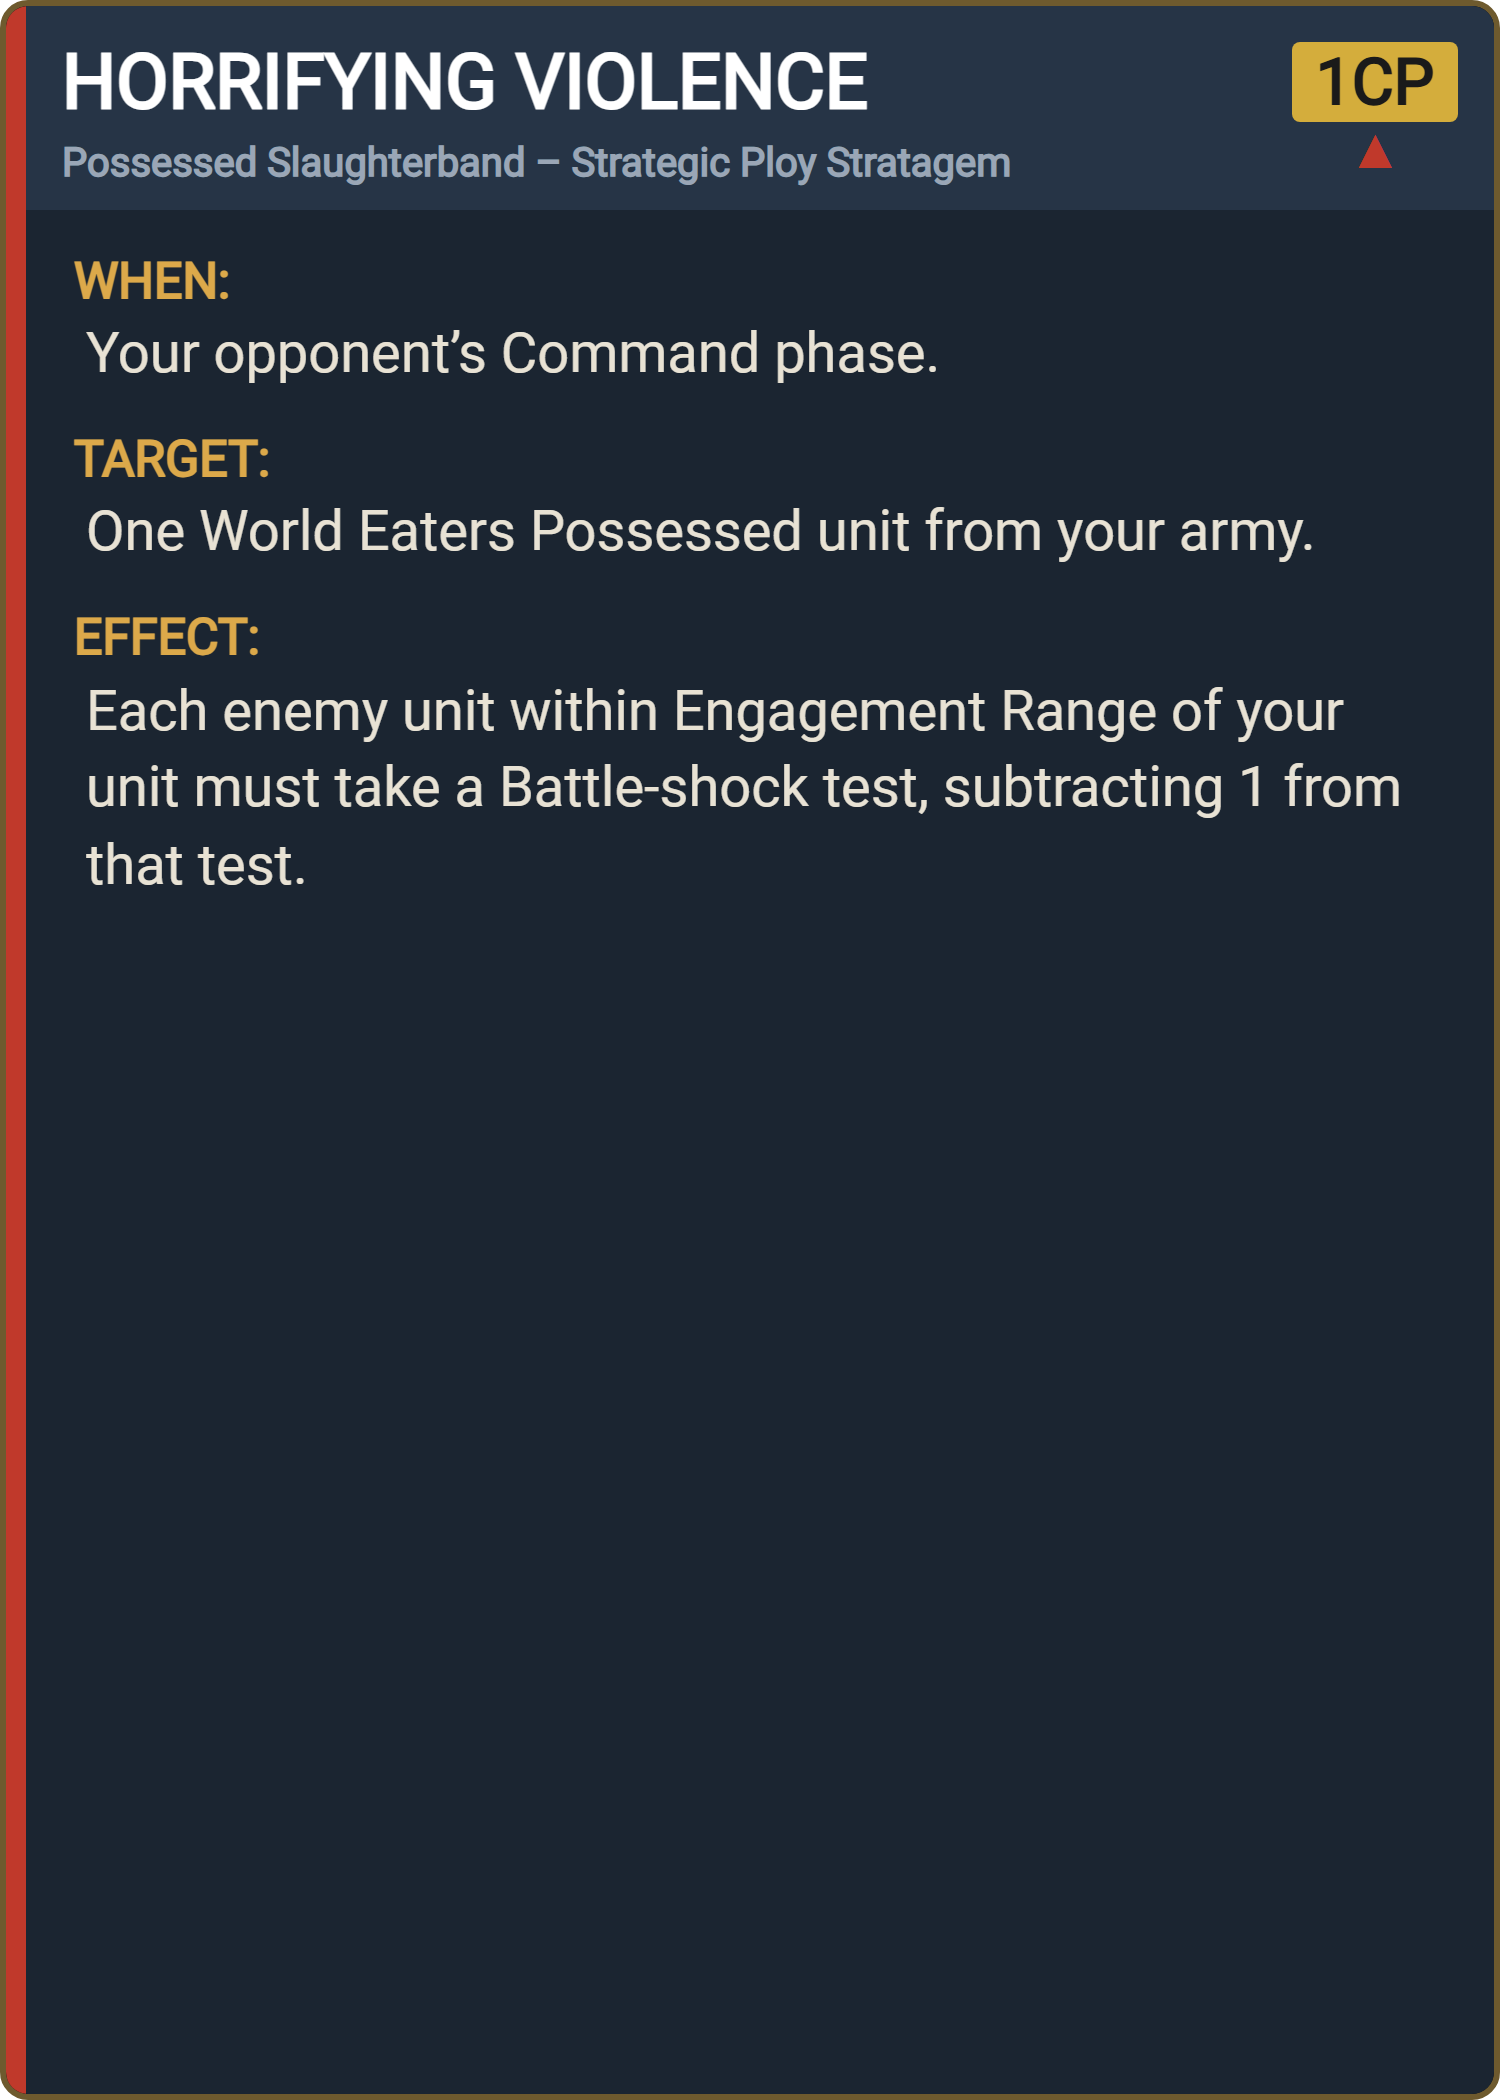 HORRIFYING VIOLENCE
1CP
Possessed Slaughterband – Strategic Ploy Stratagem
WHEN:
Your opponent’s Command phase.
TARGET:
One World Eaters Possessed unit from your army.
EFFECT:
Each enemy unit within Engagement Range of your
unit must take a Battle-shock test, subtracting 1 from
that test.